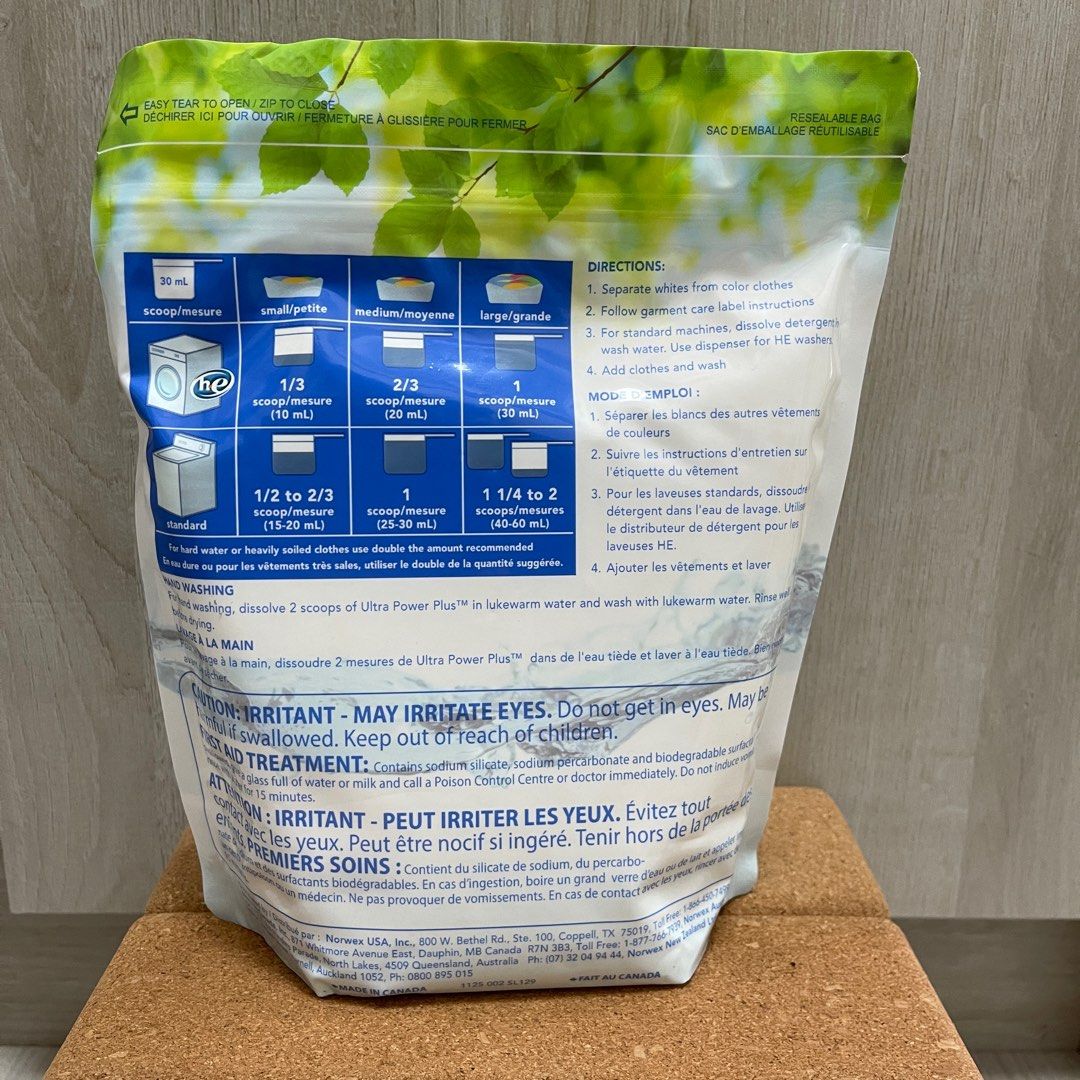 EASY TEAR TO OPEN / ZIP TO CLOSE
DÉCHIRER ICI POUR OUVRIR / FERMETURE À GLISSIÈRE POUR FERMER
RESEALABLE BAG
SAC D'EMBALLAGE RÉUTILISABLE
30 mL
scoop/mesure
small/petite
medium/moyenne
large/grande
he
1/3
scoop/mesure
(10 mL)
2/3
scoop/mesure
(20 mL)
1
scoop/mesure
(30 mL)
standard
1/2 to 2/3
scoop/mesure
(15-20 mL)
1
scoop/mesure
(25-30 mL)
1 1/4 to 2
scoops/mesures
(40-60 mL)
For hard water or heavily soiled clothes use double the amount recommended
En eau dure ou pour les vêtements très sales, utiliser le double de la quantité suggérée.
DIRECTIONS:
1. Separate whites from color clothes
2. Follow garment care label instructions
3. For standard machines, dissolve detergent
wash water. Use dispenser for HE washers.
4. Add clothes and wash
MODE D'EMPLOI :
1. Séparer les blancs des autres vêtements
de couleurs
2. Suivre les instructions d'entretien sur
l'étiquette du vêtement
3. Pour les laveuses standards, dissoudre
détergent dans l'eau de lavage. Utilise
le distributeur de détergent pour les
laveuses HE.
4. Ajouter les vêtements et laver
HAND WASHING
For hand washing, dissolve 2 scoops of Ultra Power Plus™ in lukewarm water and wash with lukewarm water. Rinse well
before drying.
LAVAGE À LA MAIN
lavage à la main, dissoudre 2 mesures de Ultra Power Plus™ dans de l'eau tiède et laver à l'eau tiède. Bien
sécher.
CAUTION: IRRITANT - MAY IRRITATE EYES. Do not get in eyes. May be
harmful if swallowed. Keep out of reach of children.
FIRST AID TREATMENT: Contains sodium silicate, sodium percarbonate and biodegradable
a glass full of water or milk and call a Poison Control Centre or doctor immediately. Do not induce
for 15 minutes.
ATTENTION : IRRITANT - PEUT IRRITER LES YEUX. Évitez tout
contact avec les yeux. Peut être nocif si ingéré. Tenir hors de la portée des
enfants. PREMIERS SOINS : Contient du silicate de sodium, du percarbo-
et des surfactants biodégradables. En cas d'ingestion, boire un grand verre d'eau ou de lait et appeler
ou un médecin. Ne pas provoquer de vomissements. En cas de contact avec les yeux, rincer avec
Distribué par : Norwex USA, Inc., 800 W. Bethel Rd., Ste. 100, Coppell, TX 75019, Toll Free: 1-866-450-7499
871 Whitmore Avenue East, Dauphin, MB Canada R7N 3B3, Toll Free: 1-877-766-7939, Norwex
Parade, North Lakes, 4509 Queensland, Australia Ph: (07) 32 04 94 44, Norwex New Zealand
Auckland 1052, Ph: 0800 895 015
MADE IN CANADA 1125 002 SL129 FAIT AU CANADA